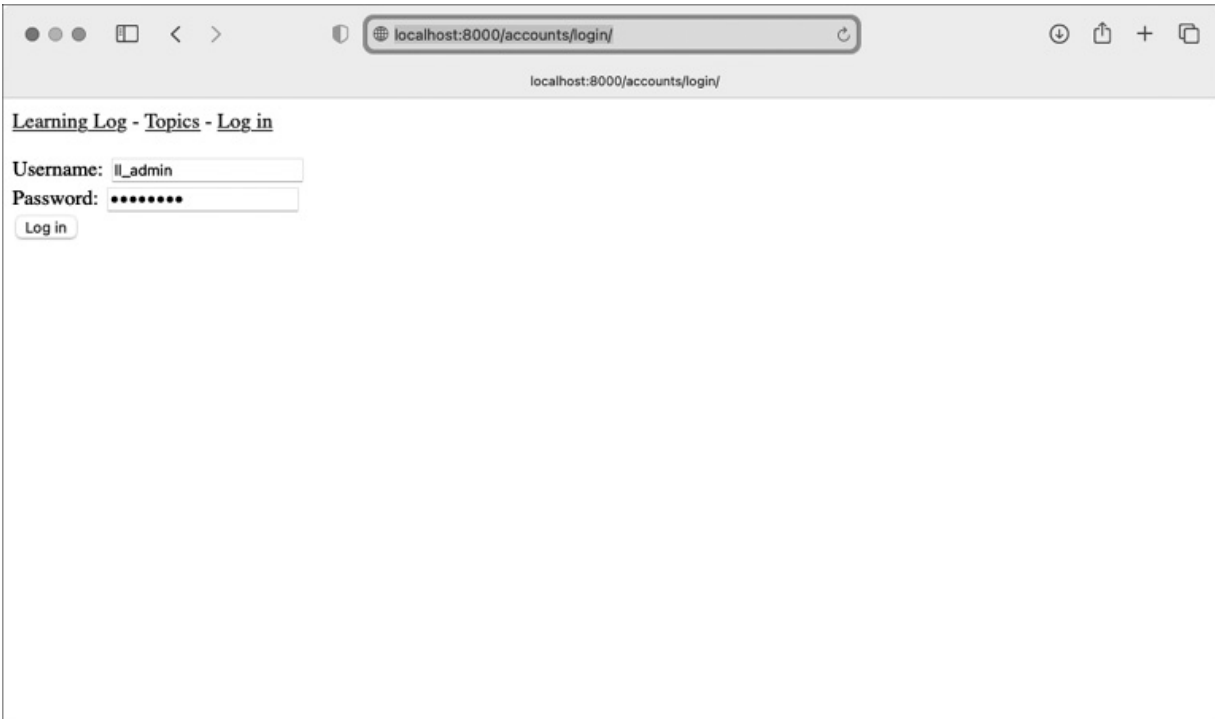 localhost:8000/accounts/login/
localhost:8000/accounts/login/
Learning Log - Topics - Log in
Username: ll_admin
Password: ••••••••
Log in